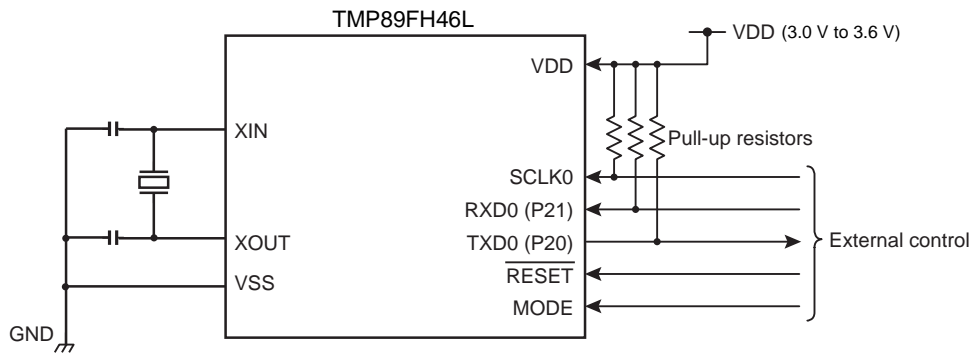 TMP89FH46L
VDD (3.0 V to 3.6 V)
VDD
XIN
Pull-up resistors
SCLK0
RXD0 (P21)
TXD0 (P20)
External control
XOUT
RESET
VSS
MODE
GND